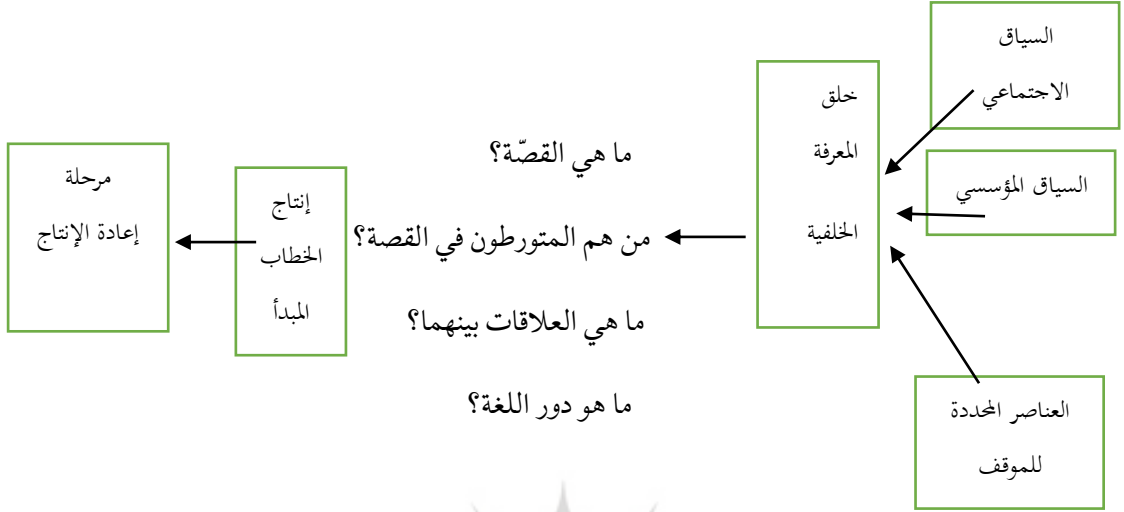 السياق
الاجتماعي
السياق المؤسسي
العناصر المحددة
للموقف
خلق
المعرفة
الخلفية
ما هي القصّة؟
من هم المتورطون في القصة؟
ما هي العلاقات بينهما؟
ما هو دور اللغة؟
إنتاج
الخطاب
المبدأ
مرحلة
إعادة الإنتاج